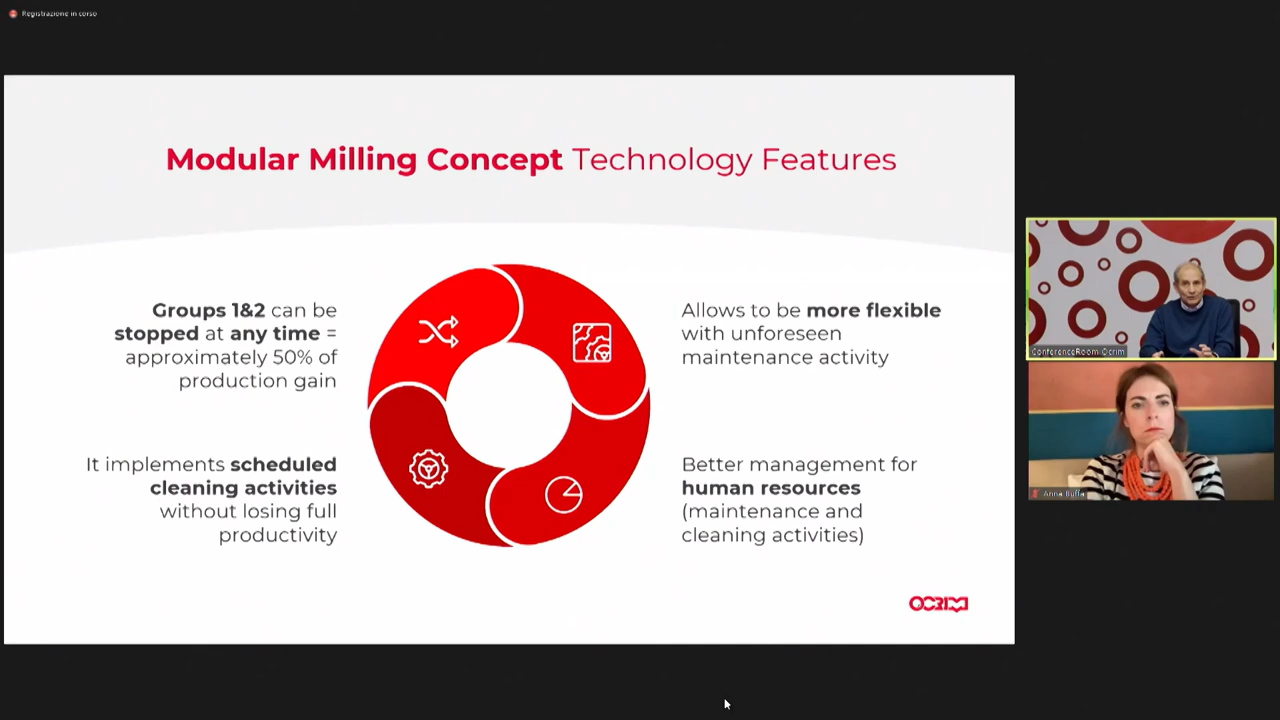 Registrazione in corso
Modular Milling Concept Technology Features
Groups 1&2 can be
stopped at any time =
approximately 50% of
production gain
Allows to be more flexible
with unforeseen
maintenance activity
It implements scheduled
cleaning activities
without losing full
productivity
Better management for
human resources
(maintenance and
cleaning activities)
OCRIM
ConferenceRoom Ocrim
Anna Buffa